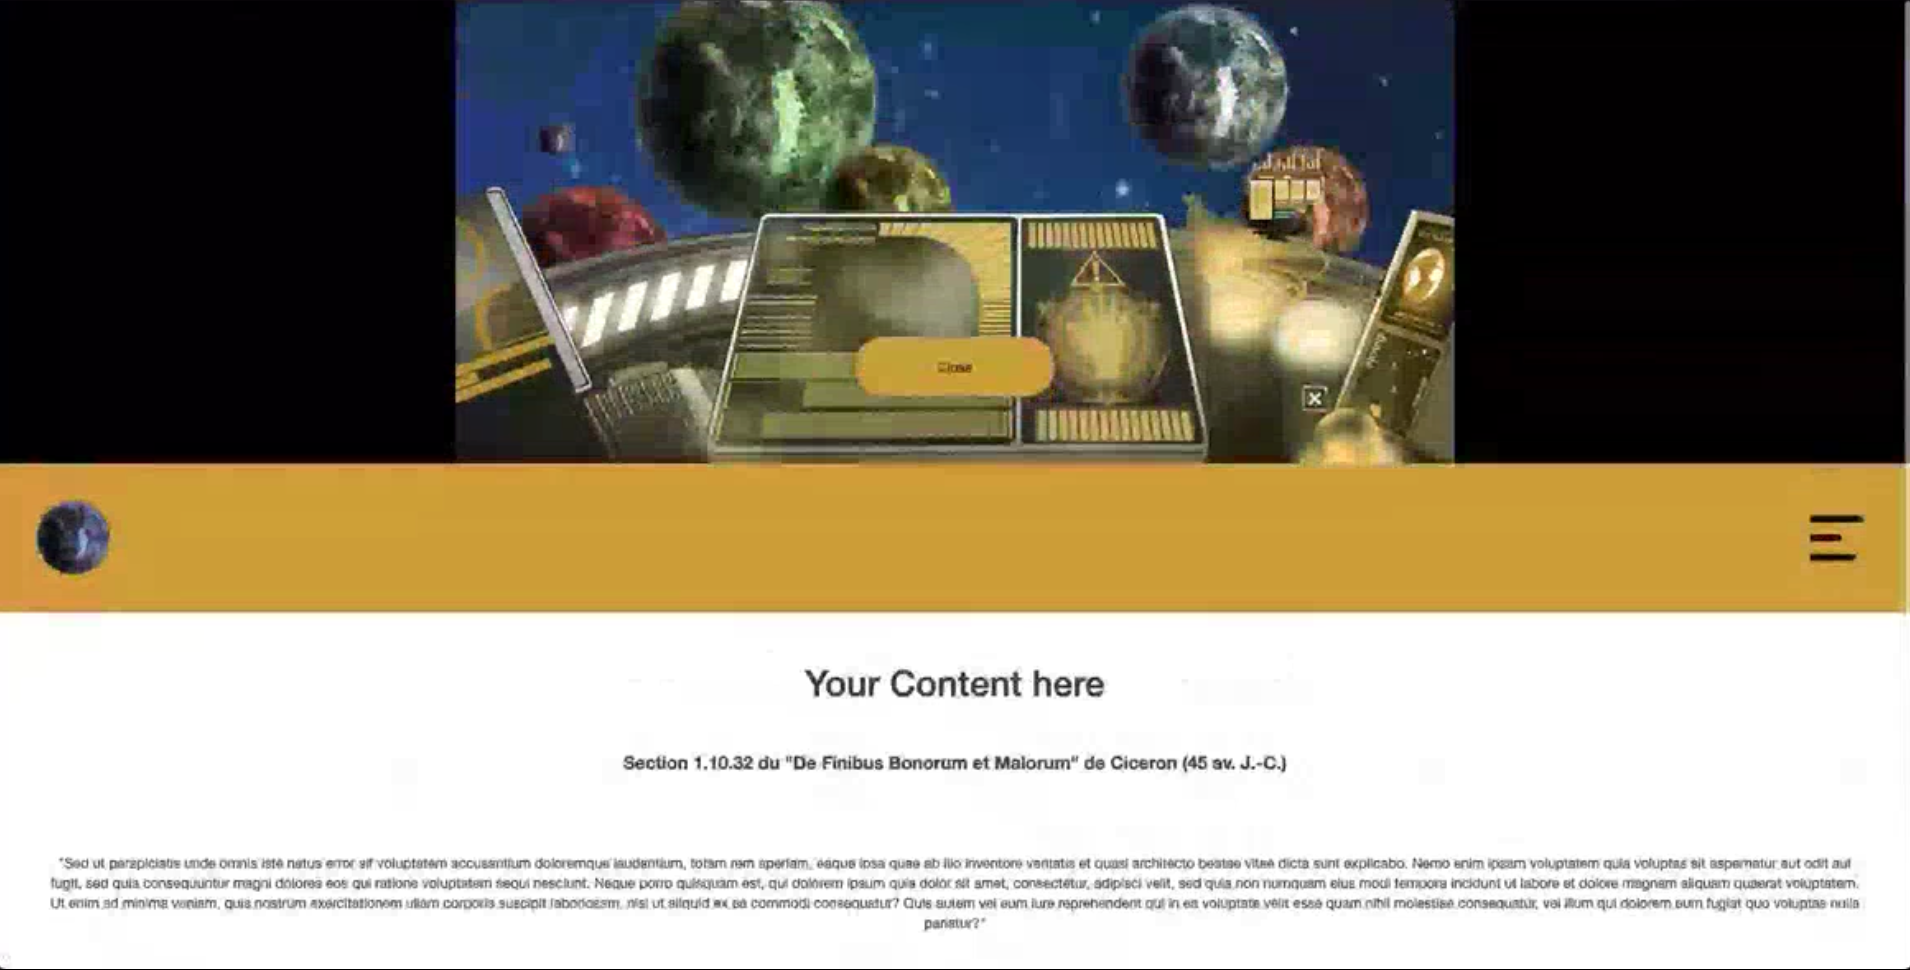 Close
Your Content here
Section 1.10.32 du "De Finibus Bonorum et Malorum" de Ciceron (45 av. J.-C.)
"Sed ut perspiciatis unde omnis iste natus error sit voluptatem accusantium doloremque laudantium, totam rem aperiam, eaque ipsa quae ab illo inventore veritatis et quasi architecto beatae vitae dicta sunt explicabo. Nemo enim ipsam voluptatem quia voluptas sit aspernatur aut odit aut
fugit, sed quia consequuntur magni dolores eos qui ratione voluptatem sequi nesciunt. Neque porro quisquam est, qui dolorem ipsum quia dolor sit amet, consectetur, adipisci velit, sed quia non numquam eius modi tempora incidunt ut labore et dolore magnam aliquam quaerat voluptatem.
Ut enim ad minima veniam, quis nostrum exercitationem ullam corporis suscipit laboriosam, nisi ut aliquid ex ea commodi consequatur? Quis autem vel eum iure reprehenderit qui in ea voluptate velit esse quam nihil molestiae consequatur, vel illum qui dolorem eum fugiat quo voluptas nulla
pariatur?"